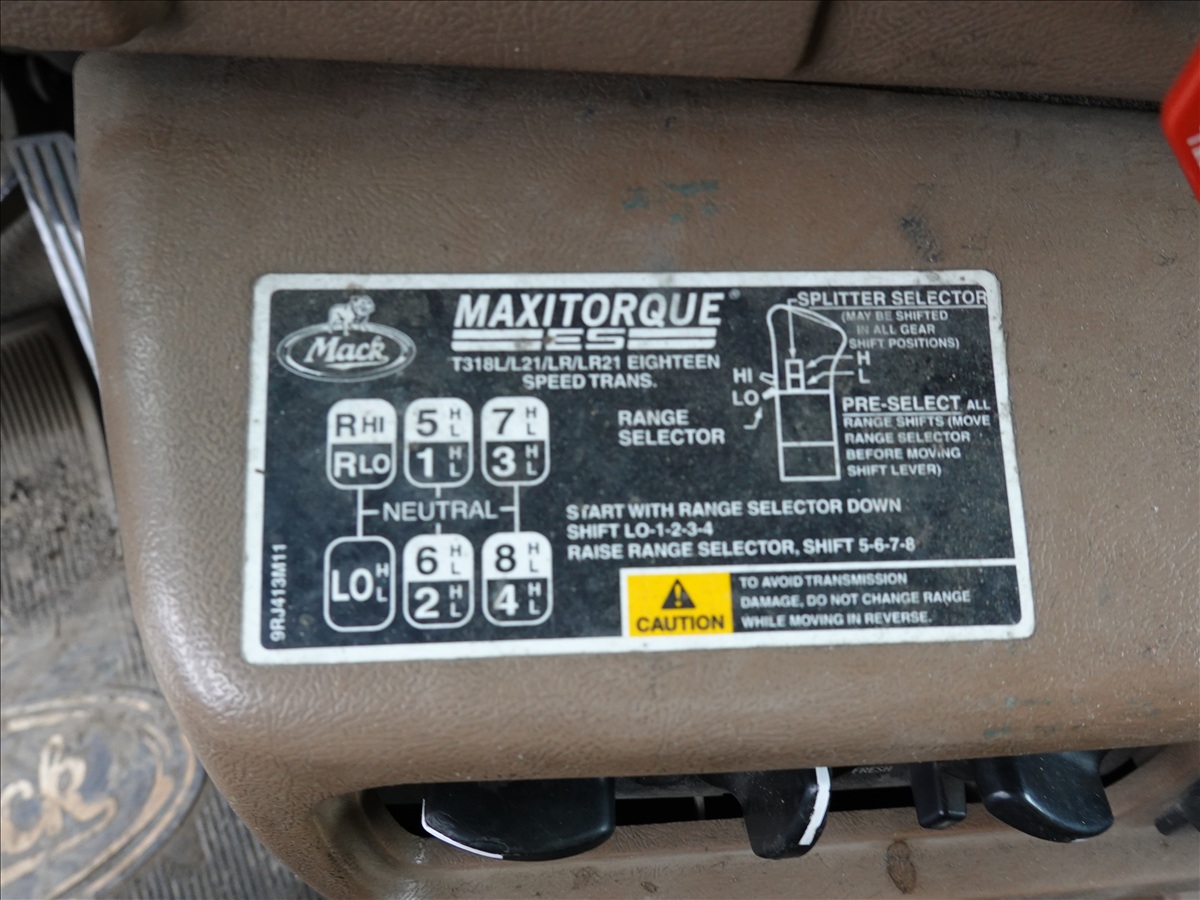 Mack
MAXITORQUE®
ES
T318L/L21/LR/LR21 EIGHTEEN
SPEED TRANS.
R HI
R LO
5 H L
1 H L
7 H L
3 H L
NEUTRAL
LO H L
6 H L
2 H L
8 H L
4 H L
9RJ413M11
SPLITTER SELECTOR
(MAY BE SHIFTED
IN ALL GEAR
SHIFT POSITIONS)
H
L
HI
LO
RANGE
SELECTOR
PRE-SELECT ALL
RANGE SHIFTS (MOVE
RANGE SELECTOR
BEFORE MOVING
SHIFT LEVER)
START WITH RANGE SELECTOR DOWN
SHIFT LO-1-2-3-4
RAISE RANGE SELECTOR, SHIFT 5-6-7-8
CAUTION
TO AVOID TRANSMISSION
DAMAGE, DO NOT CHANGE RANGE
WHILE MOVING IN REVERSE.
FRESH
ck